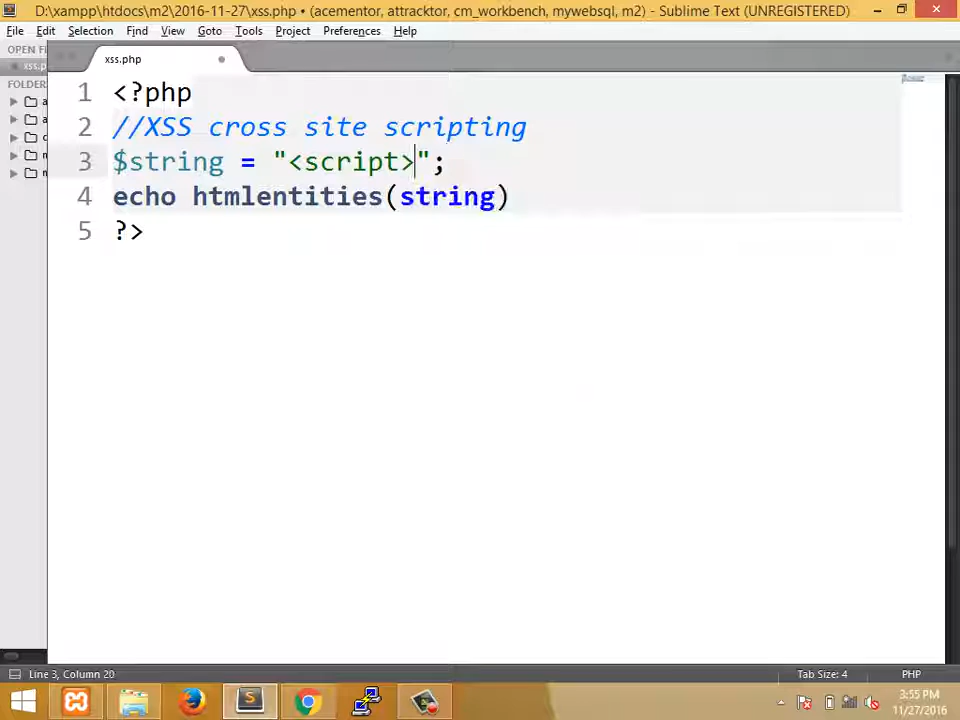 D:\xampp\htdocs\m2\2016-11-27\xss.php • (acementor, attracktor, cm_workbench, mywebsql, m2) - Sublime Text (UNREGISTERED)
File Edit Selection Find View Goto Tools Project Preferences Help
OPEN FI
xss.php
xss.p
FOLDERS
a
a
c
1 <?php
2 //XSS cross site scripting
3 $string = "<script>";
4 echo htmlentities(string)
5 ?>
Line 3, Column 20
Tab Size: 4
PHP
3:55 PM
11/27/2016